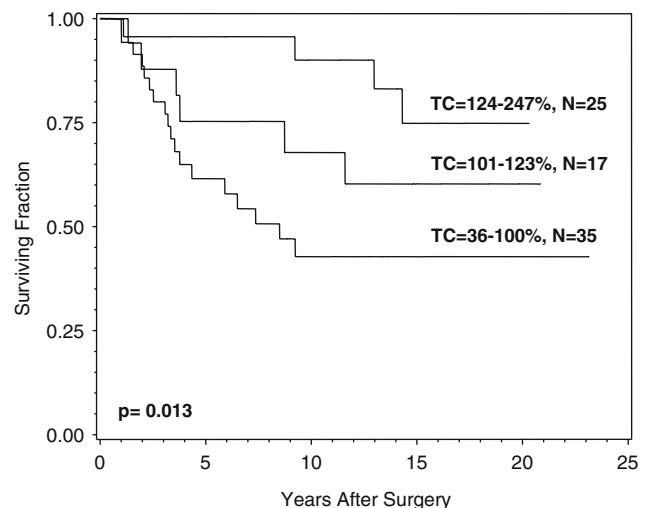 1.00
0.75
0.50
0.25
0.00
Surviving Fraction
TC=124-247%, N=25
TC=101-123%, N=17
TC=36-100%, N=35
p= 0.013
0 5 10 15 20 25
Years After Surgery